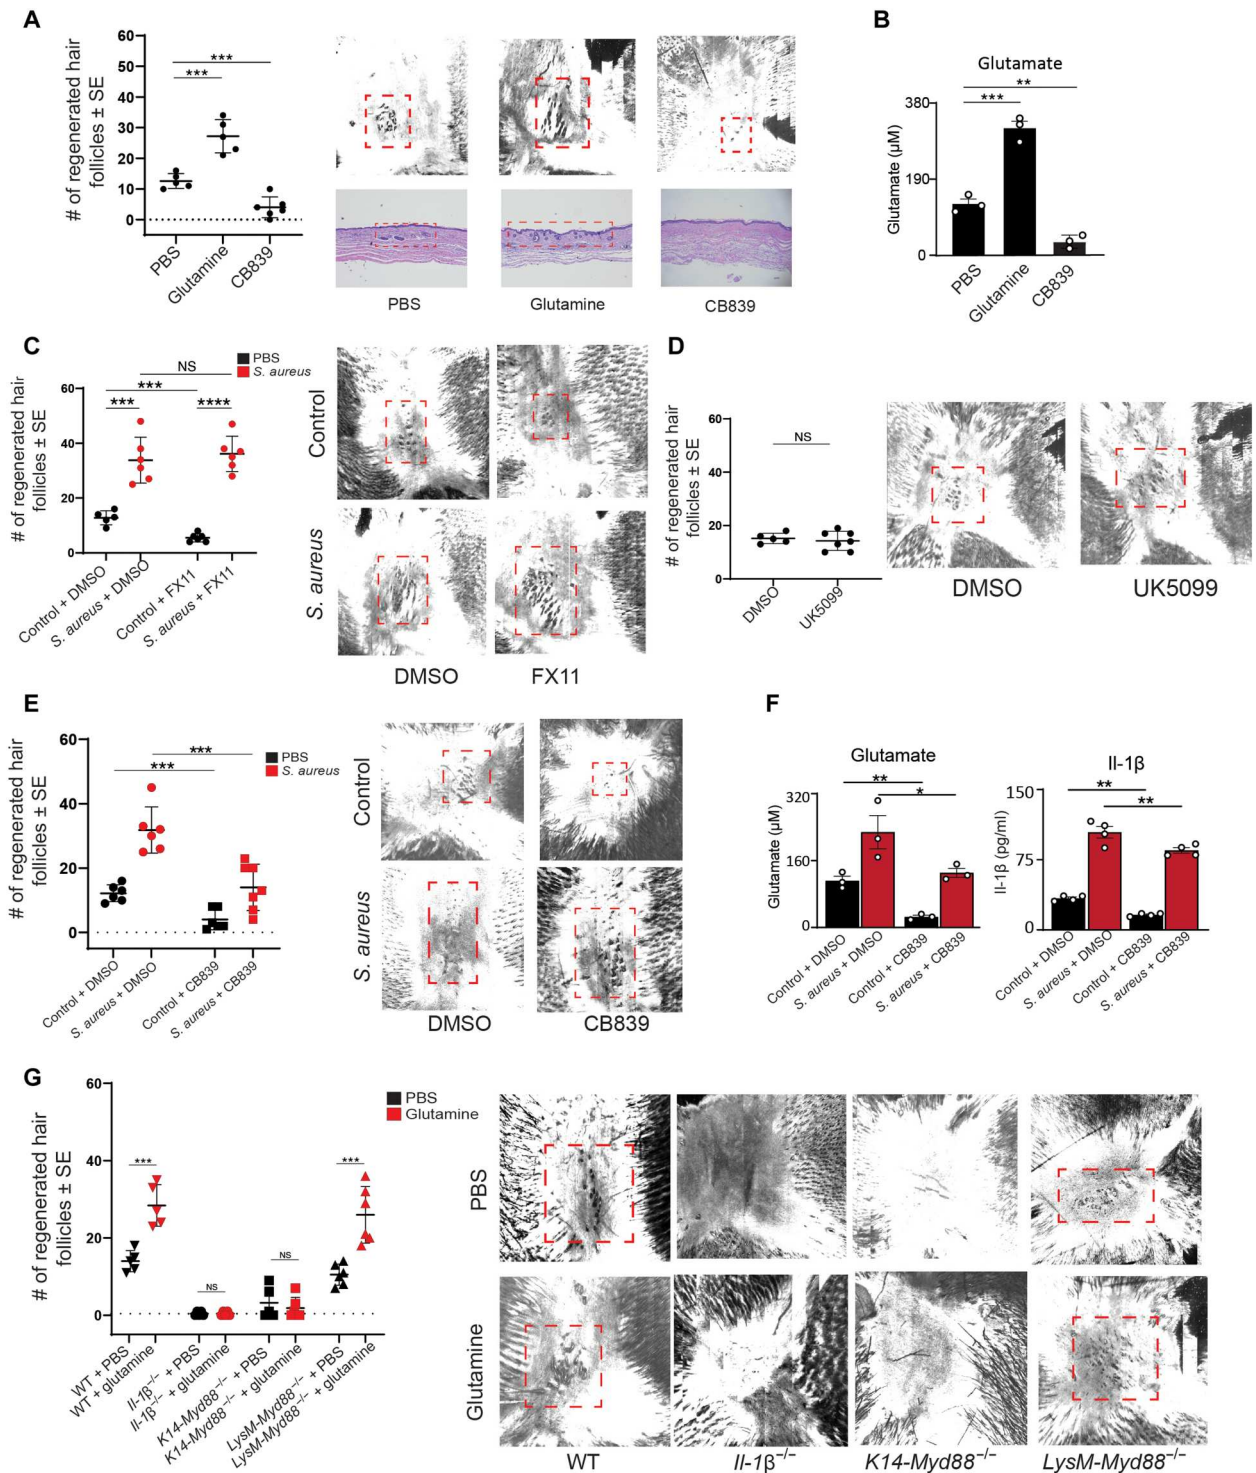 A
# of regenerated hair
follicles ± SE
60
50
40
30
20
10
0
***
***
PBS
Glutamine
CB839
PBS
Glutamine
CB839
B
Glutamate
**
***
Glutamate (μM)
380
190
0
PBS
Glutamine
CB839
C
PBS
S. aureus
# of regenerated hair
follicles ± SE
60
40
20
0
NS
***
***
****
Control + DMSO
S. aureus + DMSO
Control + FX11
S. aureus + FX11
Control
S. aureus
DMSO
FX11
D
# of regenerated hair
follicles ± SE
60
40
20
0
NS
DMSO
UK5099
DMSO
UK5099
E
PBS
S. aureus
# of regenerated hair
follicles ± SE
60
40
20
0
***
***
Control + DMSO
S. aureus + DMSO
Control + CB839
S. aureus + CB839
Control
S. aureus
DMSO
CB839
F
Glutamate
**
*
Glutamate (μM)
320
160
0
Control + DMSO
S. aureus + DMSO
Control + CB839
S. aureus + CB839
Il-1β
**
**
Il-1β (pg/ml)
150
75
0
Control + DMSO
S. aureus + DMSO
Control + CB839
S. aureus + CB839
G
PBS
Glutamine
# of regenerated hair
follicles ± SE
60
40
20
0
***
NS
NS
***
WT + PBS
WT + glutamine
Il-1β−/− + PBS
Il-1β−/− + glutamine
K14-Myd88−/− + PBS
K14-Myd88−/− + glutamine
LysM-Myd88−/− + PBS
LysM-Myd88−/− + glutamine
PBS
Glutamine
WT
Il-1β−/−
K14-Myd88−/−
LysM-Myd88−/−